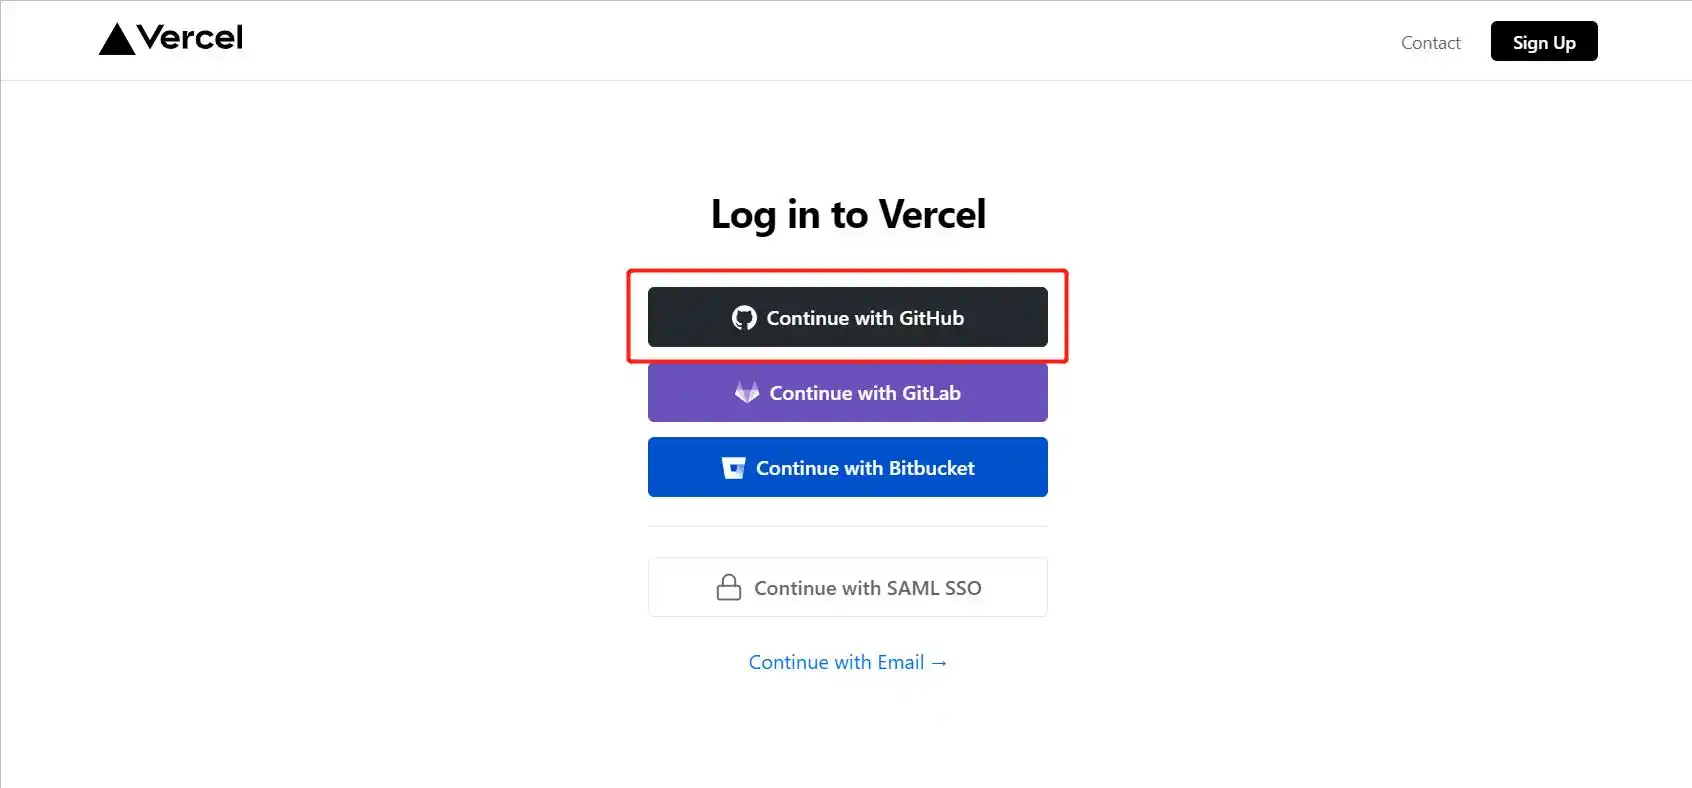 Vercel
Contact
Sign Up
Log in to Vercel
Continue with GitHub
Continue with GitLab
Continue with Bitbucket
Continue with SAML SSO
Continue with Email →